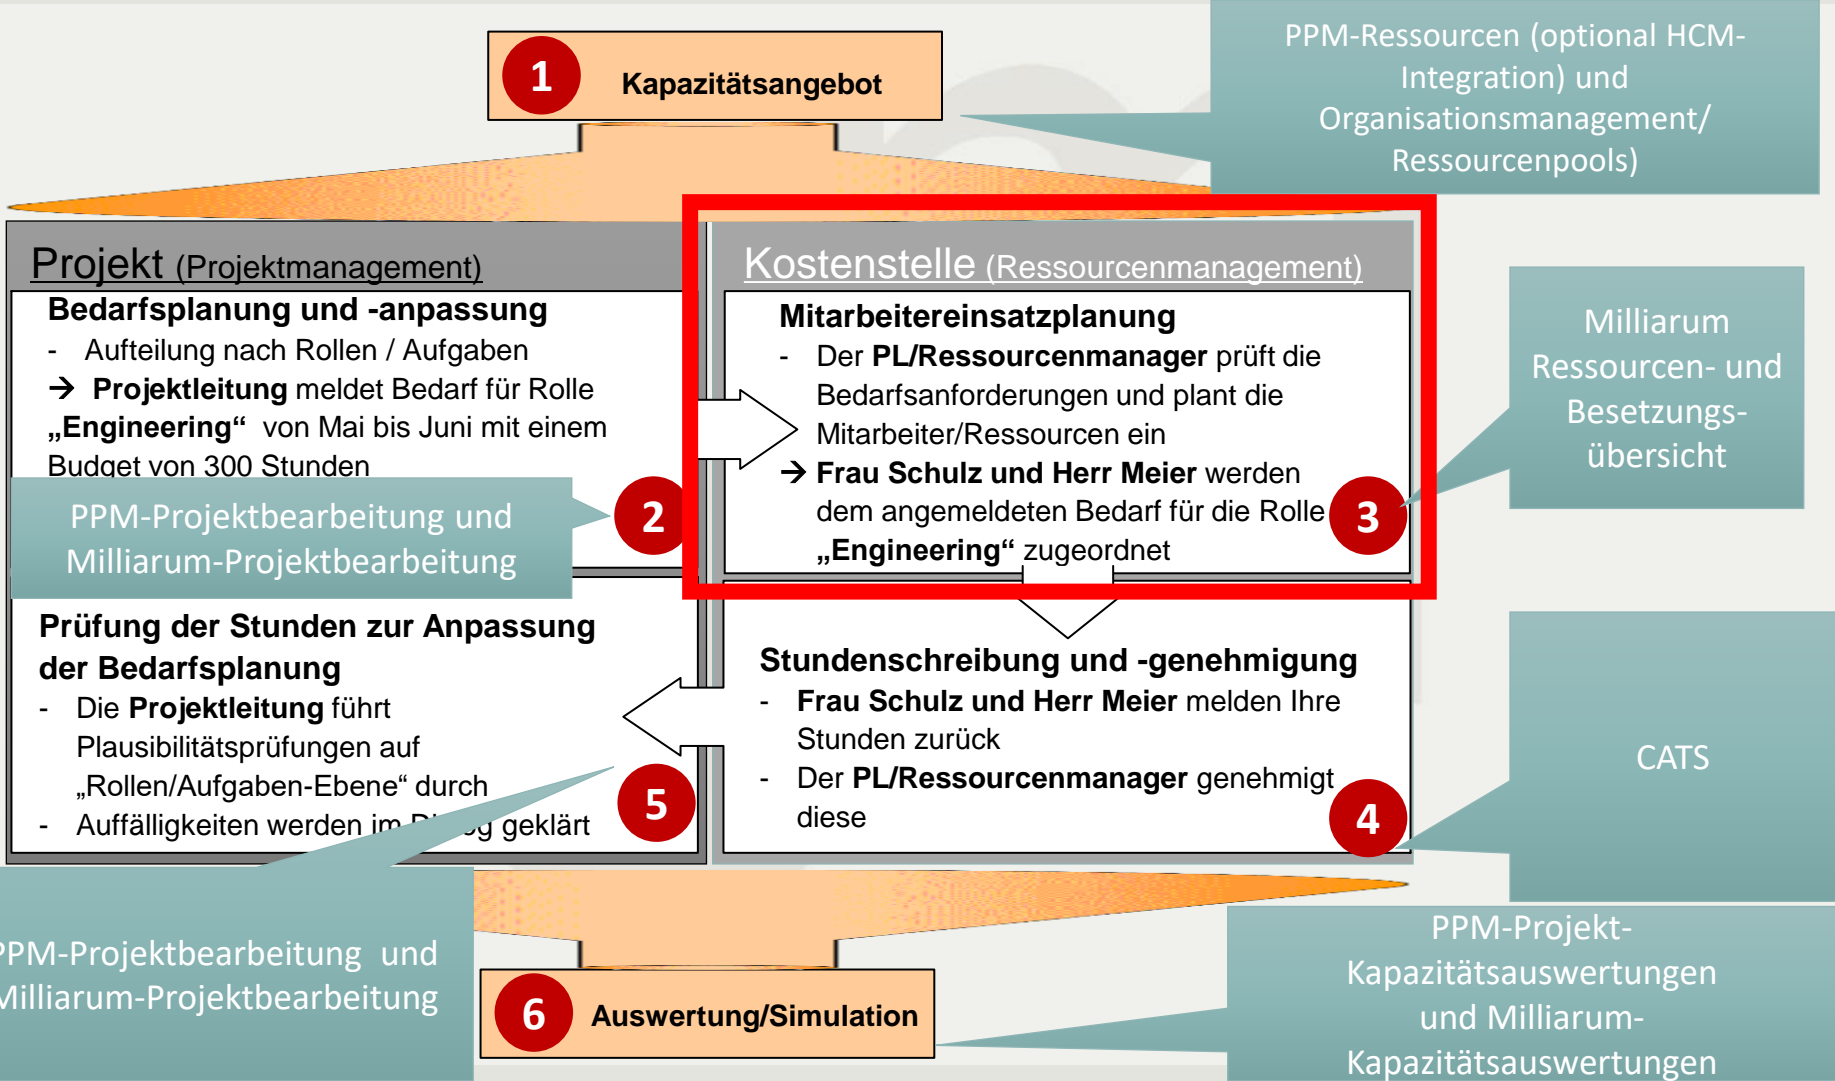 1
Kapazitätsangebot
PPM-Ressourcen (optional HCM-
Integration) und
Organisationsmanagement/
Ressourcenpools)
Projekt (Projektmanagement)
Bedarfsplanung und -anpassung
- Aufteilung nach Rollen / Aufgaben
→ Projektleitung meldet Bedarf für Rolle
„Engineering“ von Mai bis Juni mit einem
Budget von 300 Stunden
PPM-Projektbearbeitung und
Milliarum-Projektbearbeitung
2
Kostenstelle (Ressourcenmanagement)
Mitarbeitereinsatzplanung
- Der PL/Ressourcenmanager prüft die
Bedarfsanforderungen und plant die
Mitarbeiter/Ressourcen ein
→ Frau Schulz und Herr Meier werden
dem angemeldeten Bedarf für die Rolle
„Engineering“ zugeordnet
3
Milliarum
Ressourcen- und
Besetzungs-
übersicht
Stundenschreibung und -genehmigung
- Frau Schulz und Herr Meier melden Ihre
Stunden zurück
- Der PL/Ressourcenmanager genehmigt
diese
4
CATS
Prüfung der Stunden zur Anpassung
der Bedarfsplanung
- Die Projektleitung führt
Plausibilitätsprüfungen auf
„Rollen/Aufgaben-Ebene“ durch
- Auffälligkeiten werden im Dialog geklärt
5
PPM-Projektbearbeitung und
Milliarum-Projektbearbeitung
6
Auswertung/Simulation
PPM-Projekt-
Kapazitätsauswertungen
und Milliarum-
Kapazitätsauswertungen